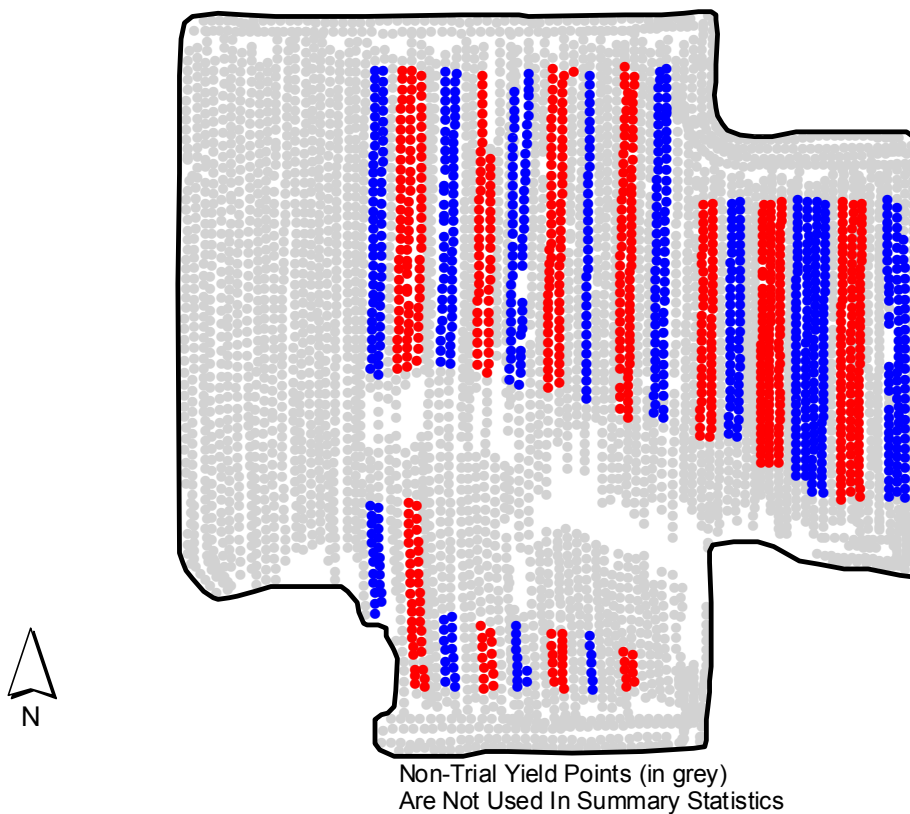 N
Non-Trial Yield Points (in grey)
Are Not Used In Summary Statistics